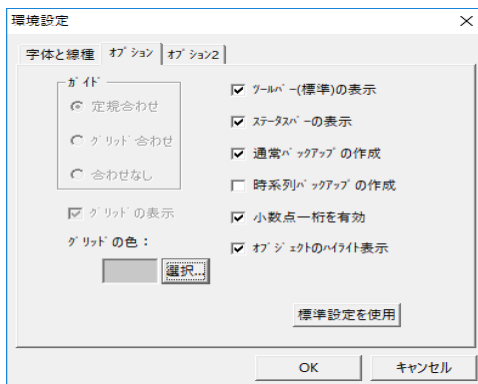 環境設定
字体と線種 ｵﾌﾟｼｮﾝ ｵﾌﾟｼｮﾝ2
ｶﾞｲﾄﾞ
定規合わせ
ｸﾞﾘｯﾄﾞ合わせ
合わせなし
ｸﾞﾘｯﾄﾞの表示
ｸﾞﾘｯﾄﾞの色：
選択...
ﾂｰﾙﾊﾞｰ(標準)の表示
ｽﾃｰﾀｽﾊﾞｰの表示
通常ﾊﾞｯｸｱｯﾌﾟの作成
時系列ﾊﾞｯｸｱｯﾌﾟの作成
小数点一桁を有効
ｵﾌﾞｼﾞｪｸﾄのﾊｲﾗｲﾄ表示
標準設定を使用
OK キャンセル